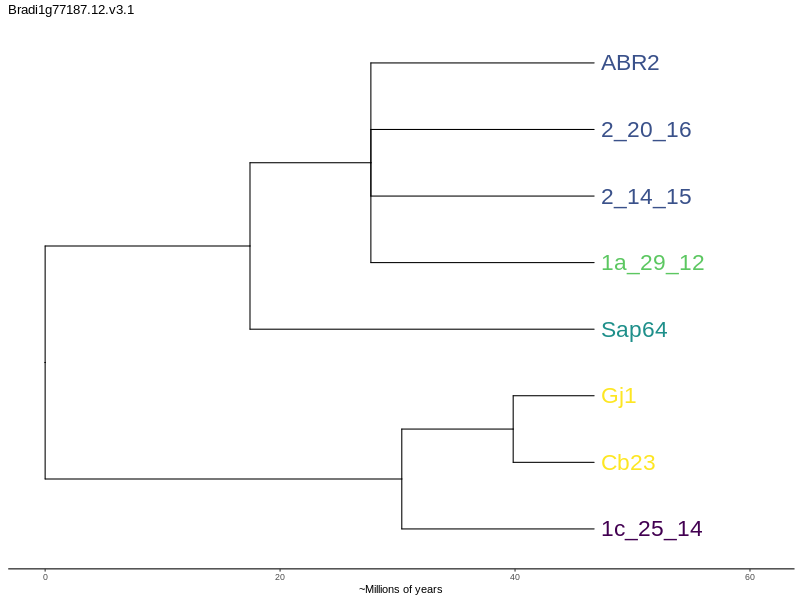 Bradi1g77187.12.v3.1
ABR2
2_20_16
2_14_15
1a_29_12
Sap64
Gj1
Cb23
1c_25_14
0 20 40 60
~Millions of years